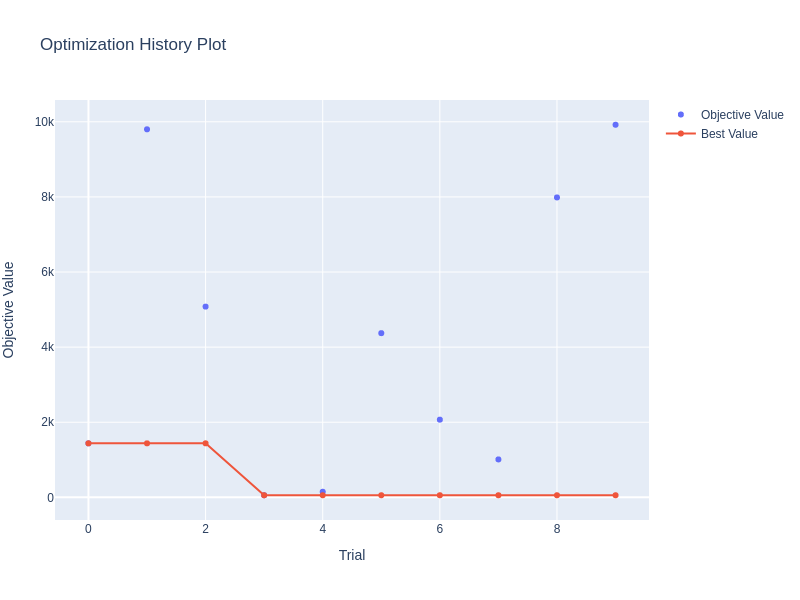 Optimization History Plot
Objective Value
Best Value
10k
8k
6k
4k
2k
0
Objective Value
0
2
4
6
8
Trial